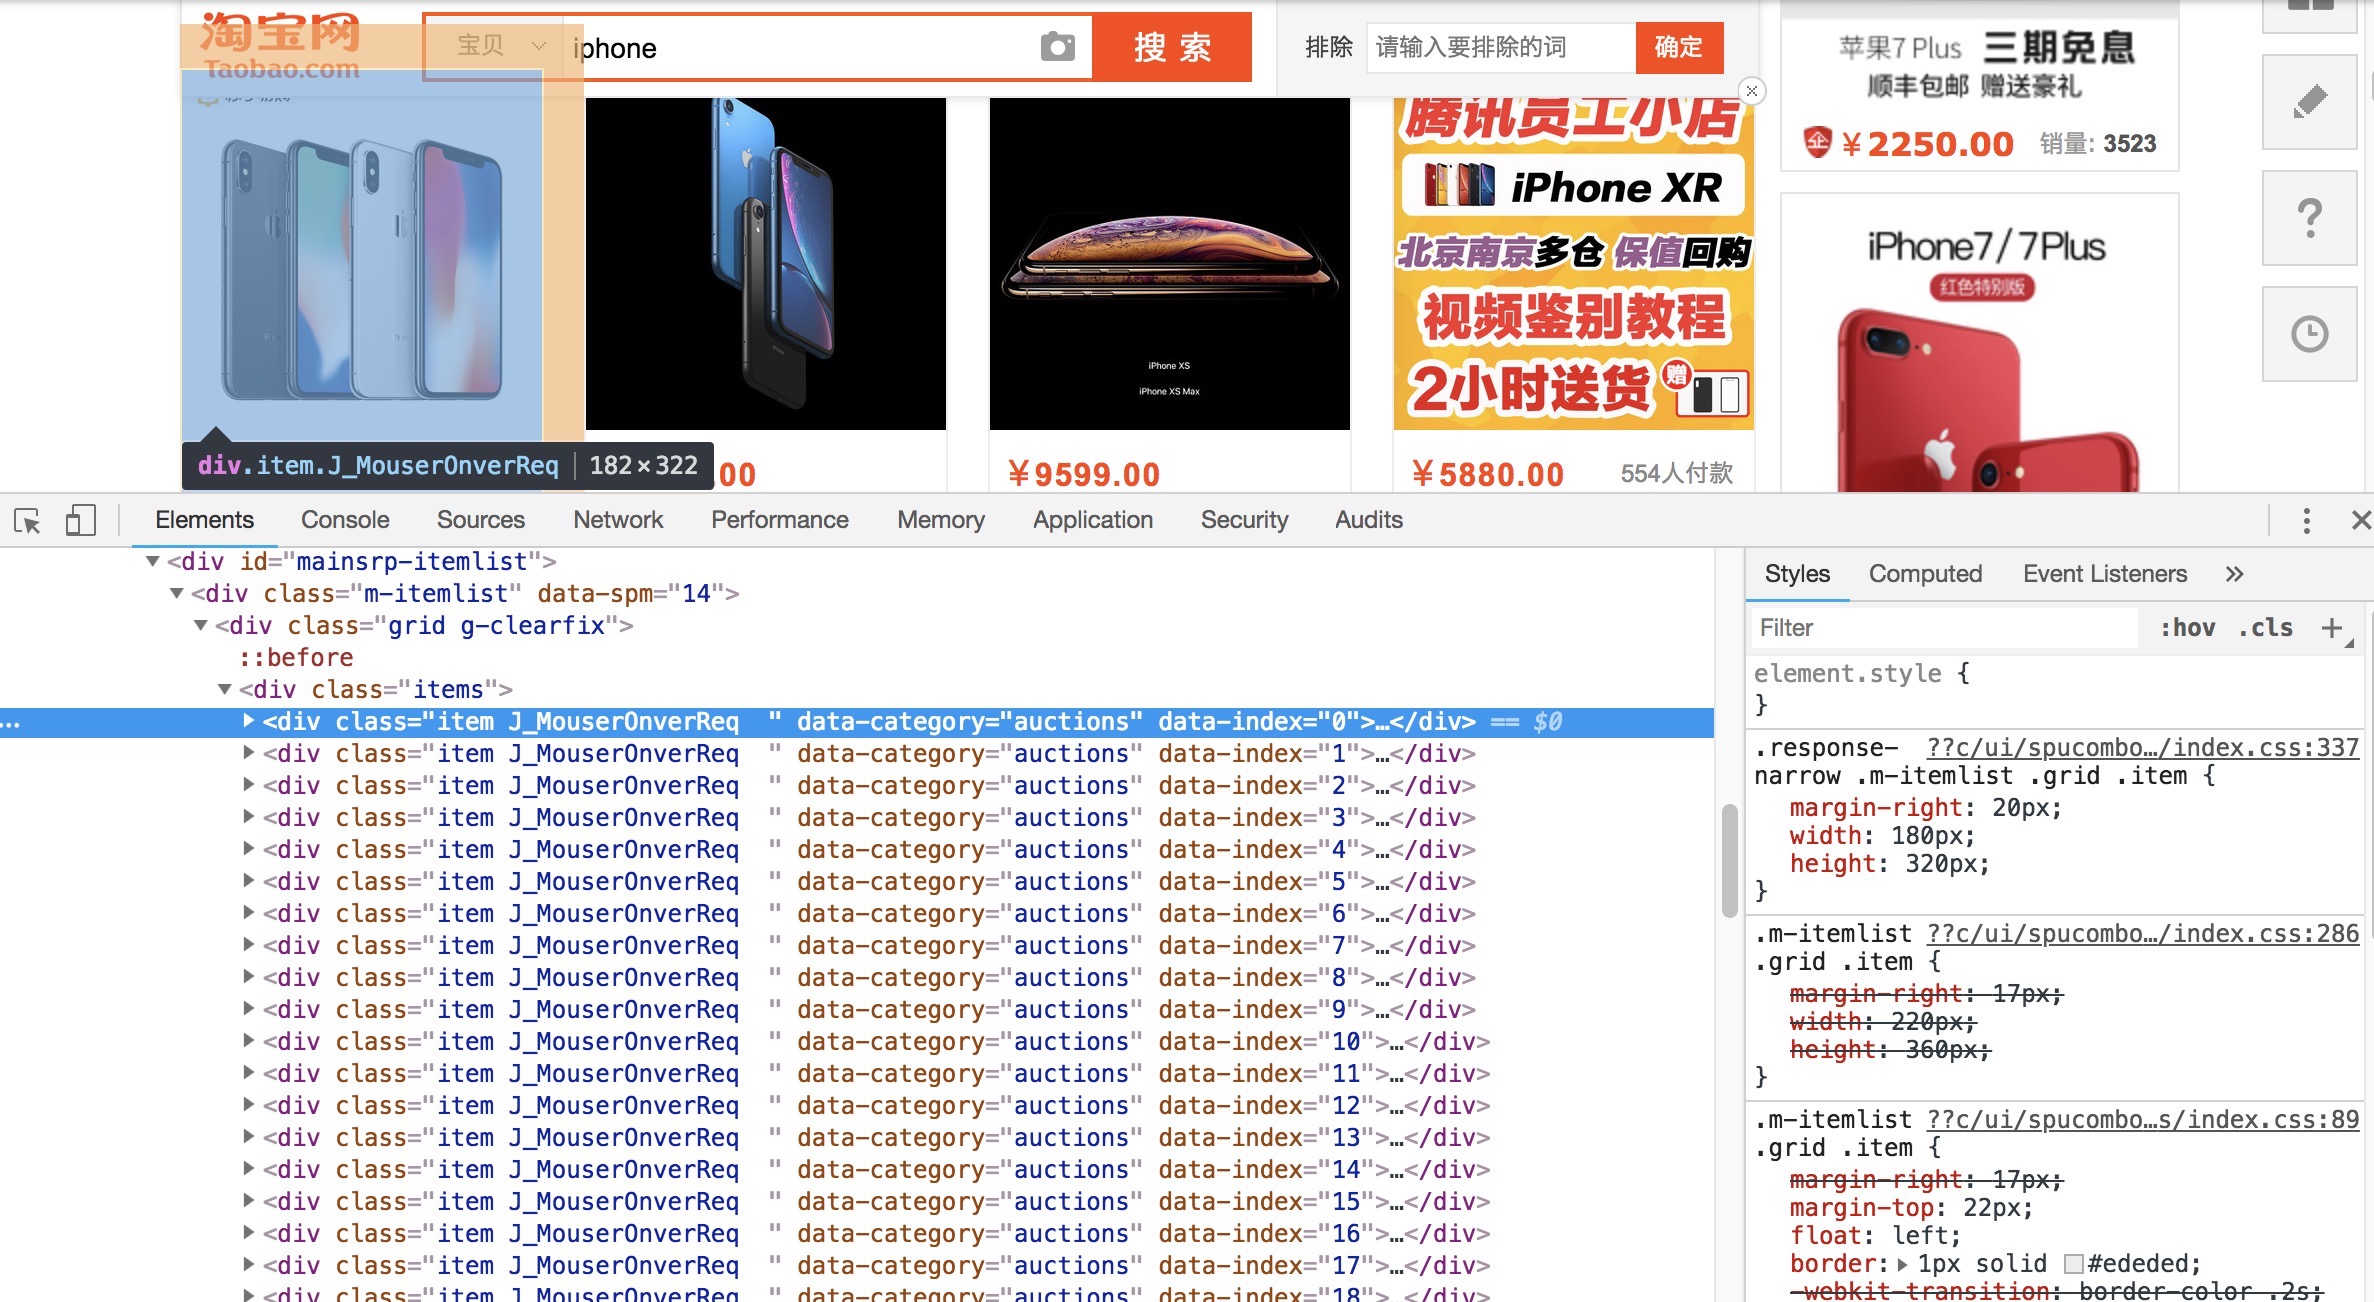 淘宝网
Taobao.com
宝贝
iphone
搜 索
排除
请输入要排除的词
确定
苹果7 Plus 三期免息
顺丰包邮 赠送豪礼
企 ¥2250.00 销量: 3523
iPhone7/7Plus
红色特别版
iPhone XS
iPhone XS Max
腾讯员工小店
iPhone XR
北京南京多仓 保值回购
视频鉴别教程
2小时送货
赠
.00
¥9599.00
¥5880.00
554人付款
div.item.J_MouserOnverReq | 182×322
Elements Console Sources Network Performance Memory Application Security Audits
<div id="mainsrp-itemlist">
<div class="m-itemlist" data-spm="14">
<div class="grid g-clearfix">
::before
<div class="items">
... <div class="item J_MouserOnverReq  " data-category="auctions" data-index="0">…</div> == $0
<div class="item J_MouserOnverReq  " data-category="auctions" data-index="1">…</div>
<div class="item J_MouserOnverReq  " data-category="auctions" data-index="2">…</div>
<div class="item J_MouserOnverReq  " data-category="auctions" data-index="3">…</div>
<div class="item J_MouserOnverReq  " data-category="auctions" data-index="4">…</div>
<div class="item J_MouserOnverReq  " data-category="auctions" data-index="5">…</div>
<div class="item J_MouserOnverReq  " data-category="auctions" data-index="6">…</div>
<div class="item J_MouserOnverReq  " data-category="auctions" data-index="7">…</div>
<div class="item J_MouserOnverReq  " data-category="auctions" data-index="8">…</div>
<div class="item J_MouserOnverReq  " data-category="auctions" data-index="9">…</div>
<div class="item J_MouserOnverReq  " data-category="auctions" data-index="10">…</div>
<div class="item J_MouserOnverReq  " data-category="auctions" data-index="11">…</div>
<div class="item J_MouserOnverReq  " data-category="auctions" data-index="12">…</div>
<div class="item J_MouserOnverReq  " data-category="auctions" data-index="13">…</div>
<div class="item J_MouserOnverReq  " data-category="auctions" data-index="14">…</div>
<div class="item J_MouserOnverReq  " data-category="auctions" data-index="15">…</div>
<div class="item J_MouserOnverReq  " data-category="auctions" data-index="16">…</div>
<div class="item J_MouserOnverReq  " data-category="auctions" data-index="17">…</div>
<div class="item J_MouserOnverReq  " data-category="auctions" data-index="18">…</div>
Styles Computed Event Listeners »
Filter :hov .cls +
element.style {
}
.response- ??c/ui/spucombo…/index.css:337
narrow .m-itemlist .grid .item {
margin-right: 20px;
width: 180px;
height: 320px;
}
.m-itemlist ??c/ui/spucombo…/index.css:286
.grid .item {
margin-right: 17px;
width: 220px;
height: 360px;
}
.m-itemlist ??c/ui/spucombo…s/index.css:89
.grid .item {
margin-right: 17px;
margin-top: 22px;
float: left;
border: 1px solid #ededed;
-webkit-transition: border-color .2s;